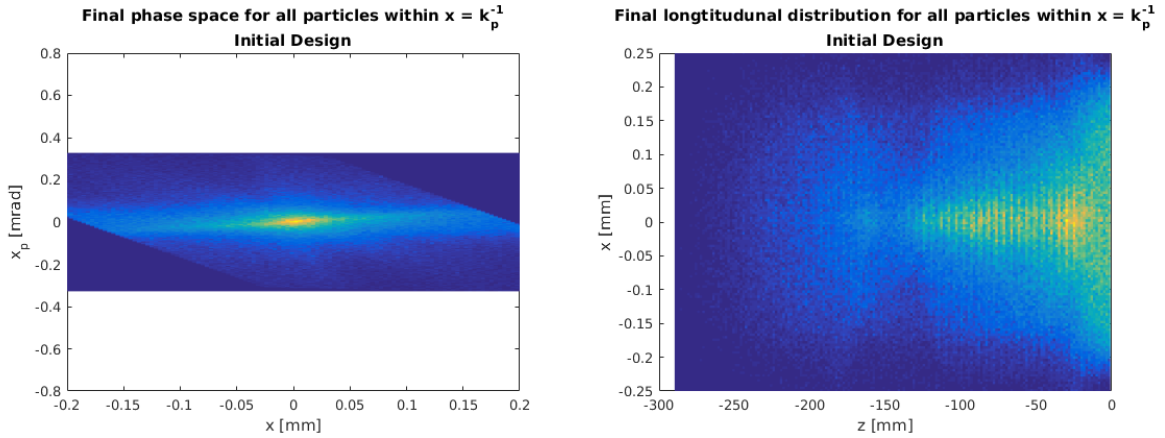 Final phase space for all particles within x = k_p^-1
Initial Design
0.8
0.6
0.4
0.2
0
-0.2
-0.4
-0.6
-0.8
x_p [mrad]
-0.2 -0.15 -0.1 -0.05 0 0.05 0.1 0.15 0.2
x [mm]
Final longtitudunal distribution for all particles within x = k_p^-1
Initial Design
0.25
0.2
0.15
0.1
0.05
0
-0.05
-0.1
-0.15
-0.2
-0.25
x [mm]
-300 -250 -200 -150 -100 -50 0
z [mm]